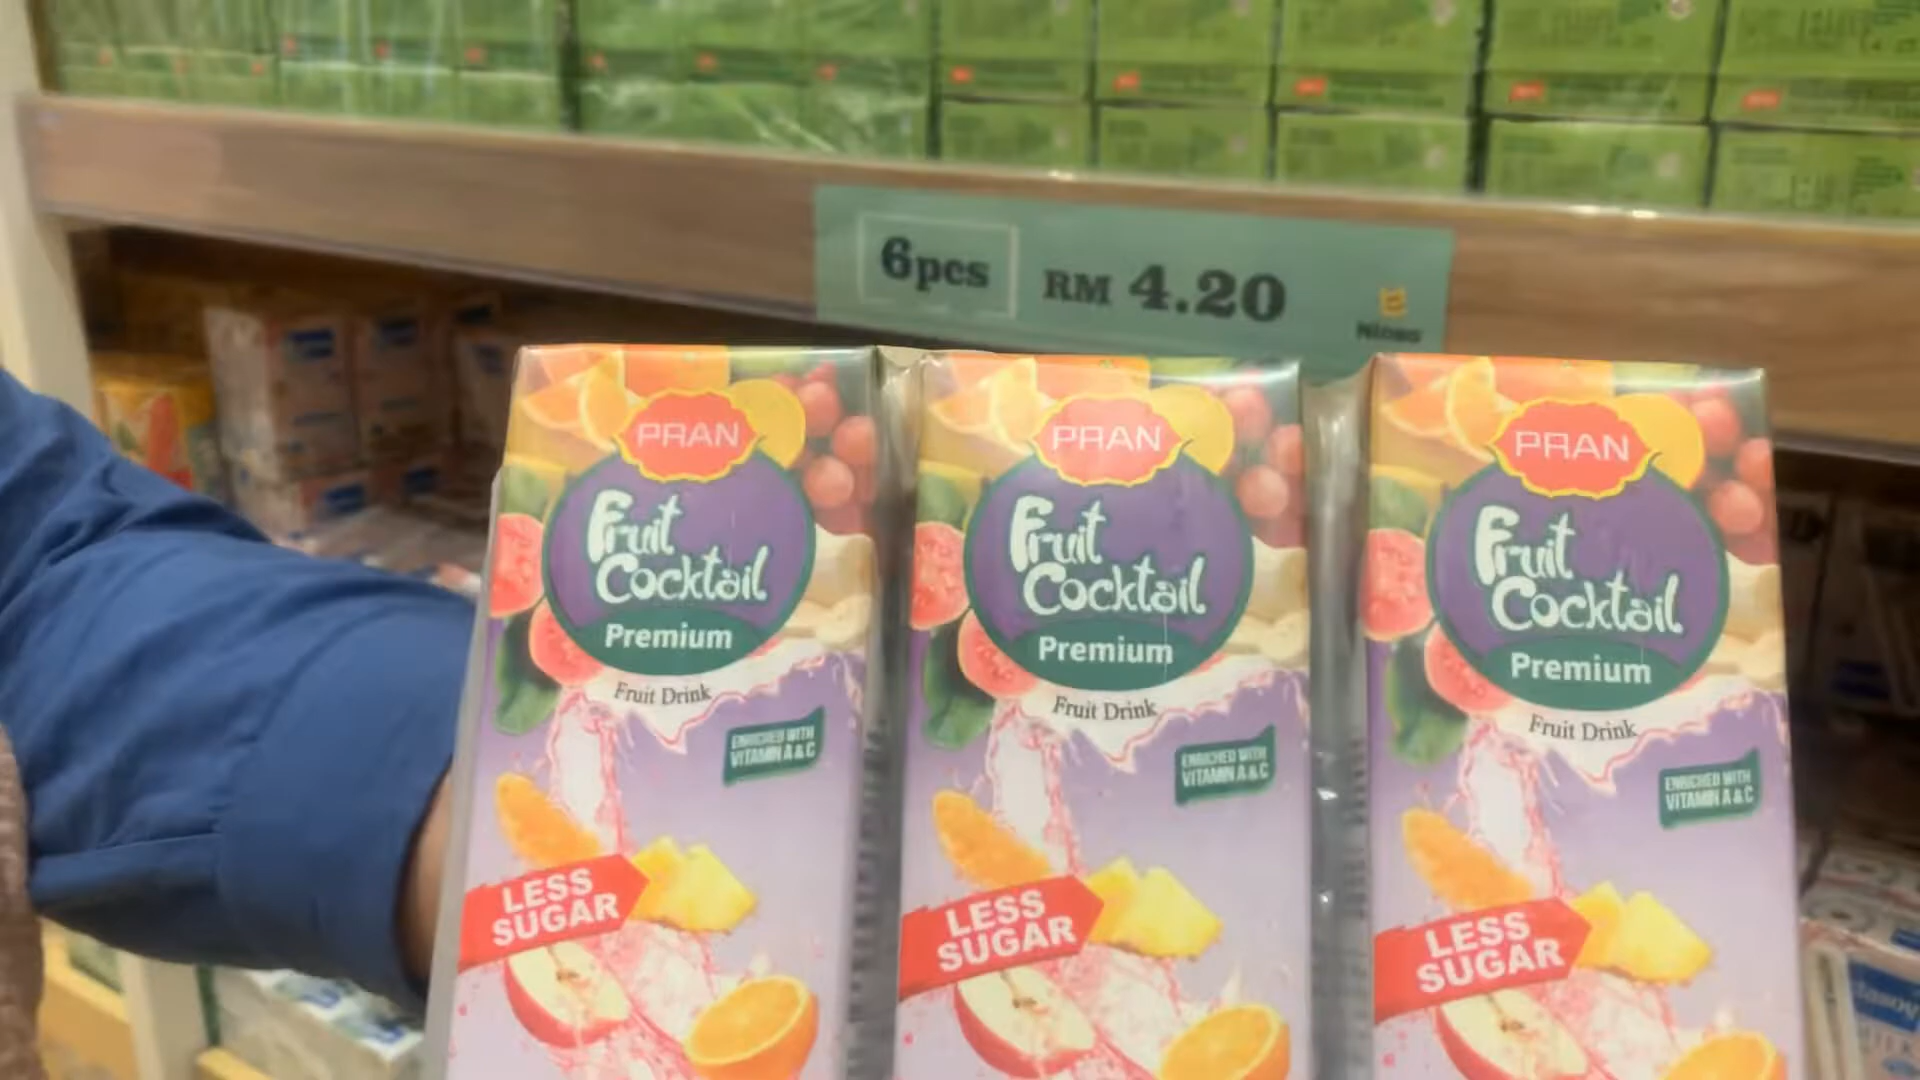 6pcs RM 4.20
PRAN
Fruit
Cocktail
Premium
Fruit Drink
ENRICHED WITH
VITAMIN A & C
LESS
SUGAR
PRAN
Fruit
Cocktail
Premium
Fruit Drink
ENRICHED WITH
VITAMIN A & C
LESS
SUGAR
PRAN
Fruit
Cocktail
Premium
Fruit Drink
ENRICHED WITH
VITAMIN A & C
LESS
SUGAR